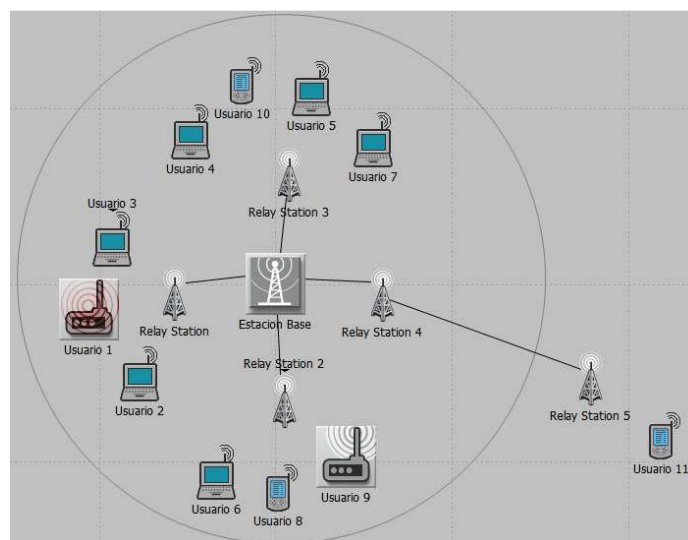 Usuario 10
Usuario 5
Usuario 4
Usuario 7
Usuario 3
Relay Station 3
Relay Station
Estacion Base
Relay Station 4
Usuario 1
Relay Station 2
Usuario 2
Relay Station 5
Usuario 6
Usuario 8
Usuario 9
Usuario 11